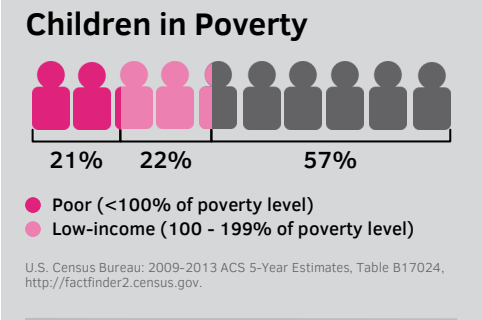 Children in Poverty
21% 22% 57%
Poor (<100% of poverty level)
Low-income (100 - 199% of poverty level)
U.S. Census Bureau: 2009-2013 ACS 5-Year Estimates, Table B17024,
http://factfinder2.census.gov.